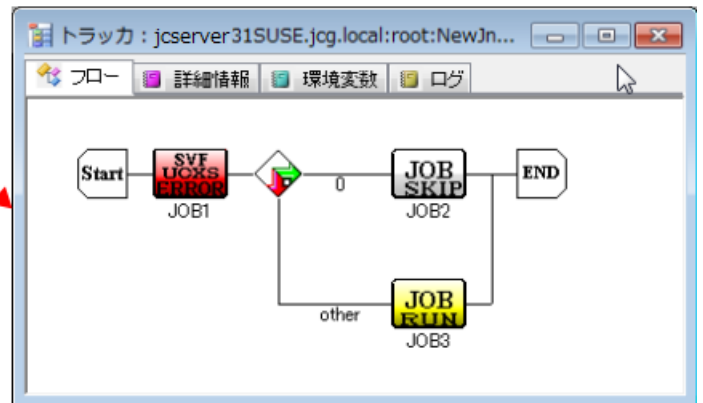 トラッカ：jcserver31SUSE.jcg.local:root:NewJn...
フロー 詳細情報 環境変数 ログ
Start
SVF
UCXS
ERROR
JOB1
0
JOB
SKIP
JOB2
END
other
JOB
RUN
JOB3